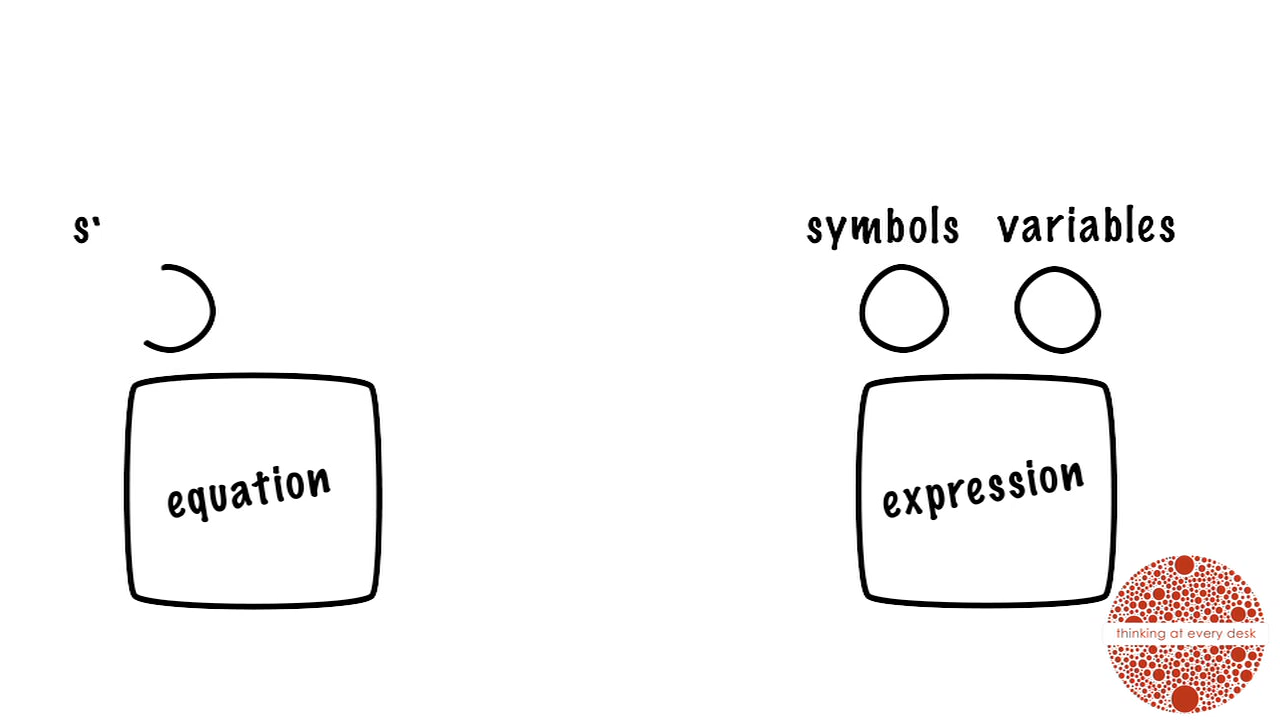 symbols variables
equation
expression
thinking at every desk